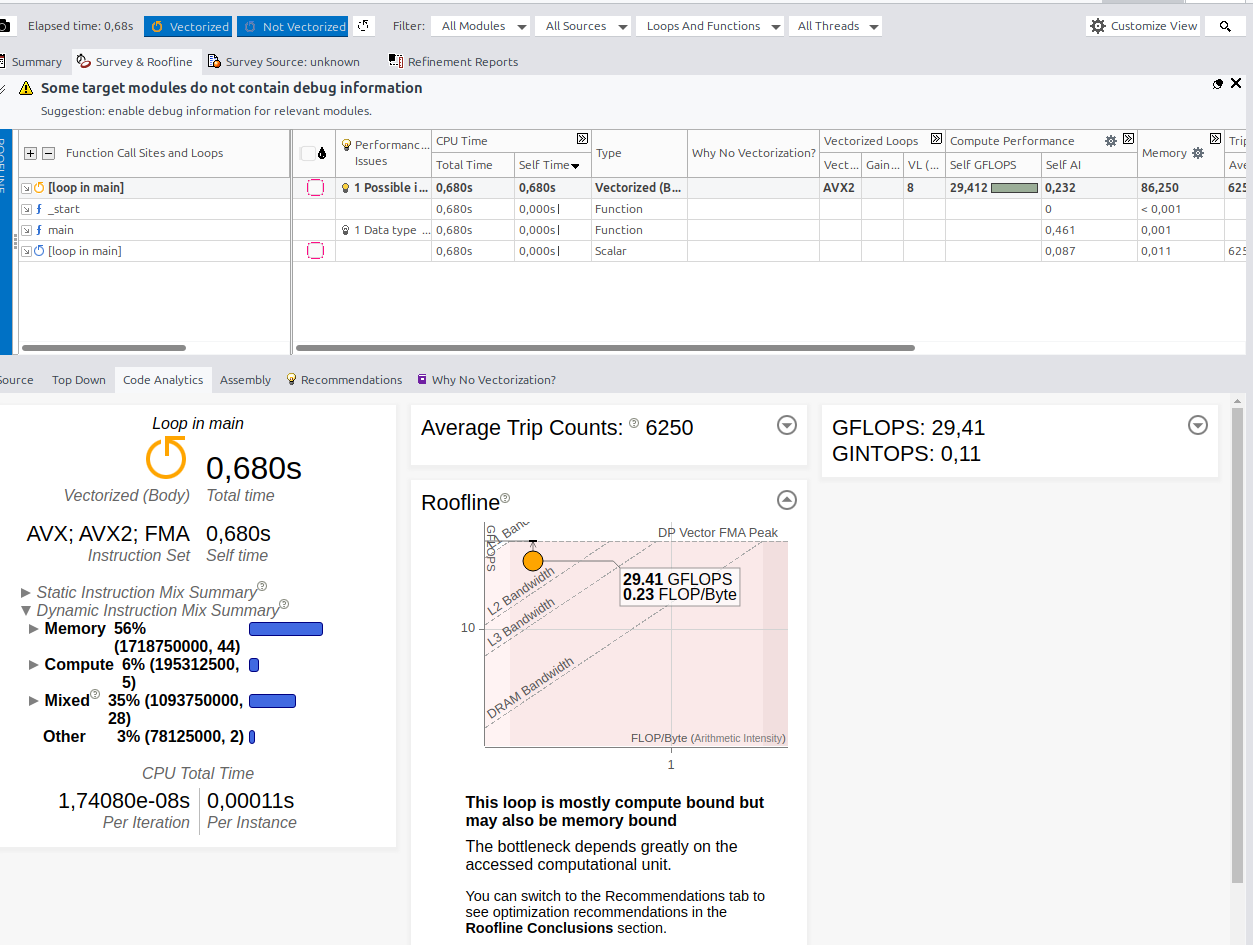 Elapsed time: 0,68s Vectorized Not Vectorized Filter: All Modules All Sources Loops And Functions All Threads Customize View
Summary Survey & Roofline Survey Source: unknown Refinement Reports
Some target modules do not contain debug information
Suggestion: enable debug information for relevant modules.
ROOFLINE
Function Call Sites and Loops
Performanc... Issues
CPU Time
Total Time Self Time
Type
Why No Vectorization?
Vectorized Loops
Vect... Gain... VL (...
Compute Performance
Self GFLOPS Self AI
Memory
Trip
Ave
[loop in main] 1 Possible i... 0,680s 0,680s Vectorized (B... AVX2 8 29,412 0,232 86,250 625
_start 0,680s 0,000s Function 0 < 0,001
main 1 Data type ... 0,680s 0,000s Function 0,461 0,001
[loop in main] 0,680s 0,000s Scalar 0,087 0,011 625
ource Top Down Code Analytics Assembly Recommendations Why No Vectorization?
Loop in main
0,680s
Vectorized (Body) Total time
AVX; AVX2; FMA 0,680s
Instruction Set Self time
Static Instruction Mix Summary
Dynamic Instruction Mix Summary
Memory 56%
(1718750000, 44)
Compute 6% (195312500,
5)
Mixed 35% (1093750000,
28)
Other 3% (78125000, 2)
CPU Total Time
1,74080e-08s 0,00011s
Per Iteration Per Instance
Average Trip Counts: 6250
Roofline
GFLOPS
DP Vector FMA Peak
29.41 GFLOPS
0.23 FLOP/Byte
L2 Bandwidth
L3 Bandwidth
10
DRAM Bandwidth
FLOP/Byte (Arithmetic Intensity)
1
This loop is mostly compute bound but
may also be memory bound
The bottleneck depends greatly on the
accessed computational unit.
You can switch to the Recommendations tab to
see optimization recommendations in the
Roofline Conclusions section.
GFLOPS: 29,41
GINTOPS: 0,11